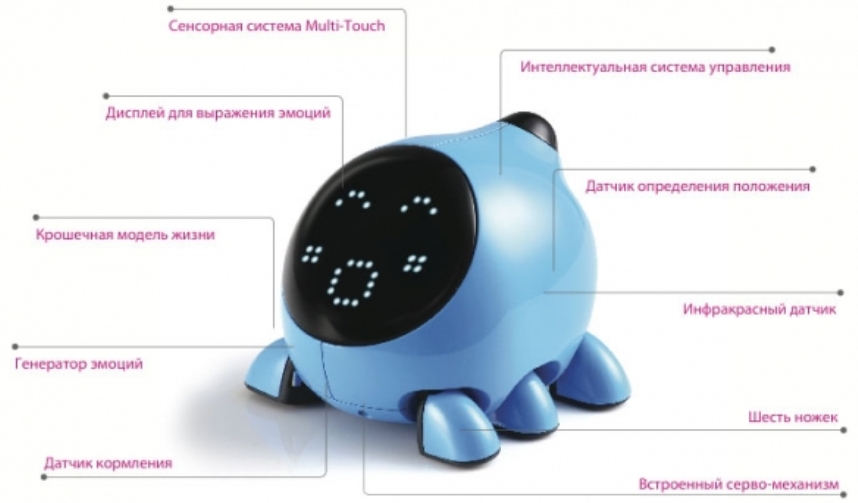 Сенсорная система Multi-Touch
Интеллектуальная система управления
Дисплей для выражения эмоций
Датчик определения положения
Крошечная модель жизни
Инфракрасный датчик
Генератор эмоций
Шесть ножек
Датчик кормления
Встроенный серво-механизм